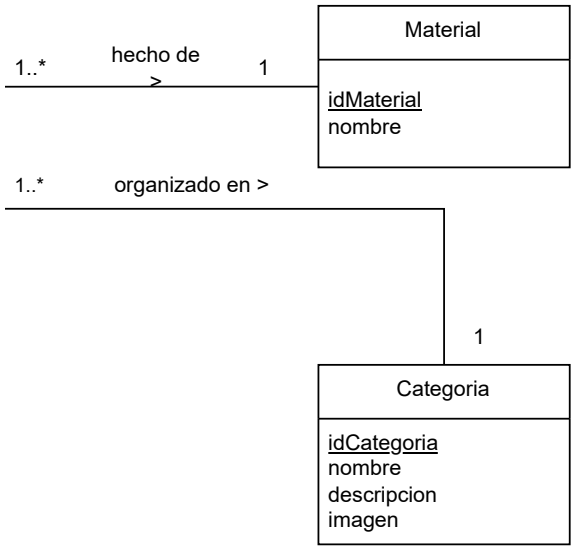 Material
hecho de
>
1..*
1
idMaterial
nombre
1..*
organizado en >
1
Categoria
idCategoria
nombre
descripcion
imagen